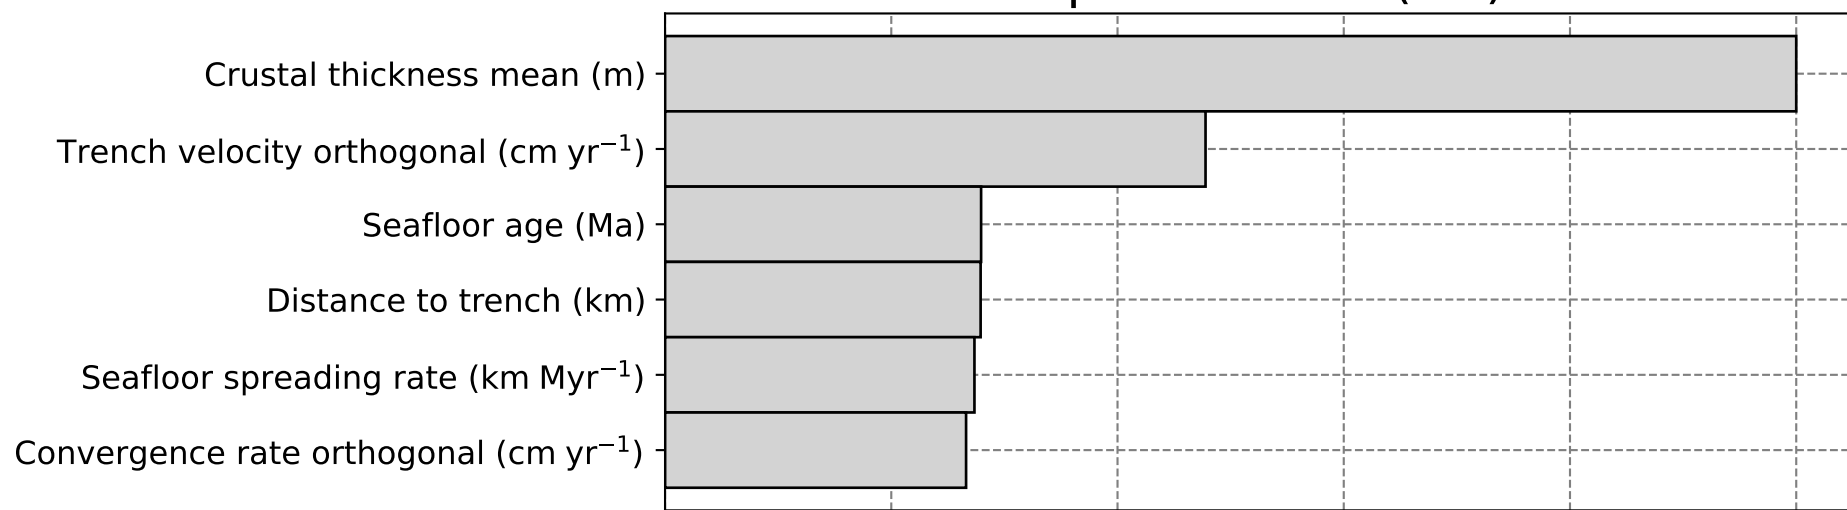 Crustal thickness mean (m)
Trench velocity orthogonal (cm yr⁻¹)
Seafloor age (Ma)
Distance to trench (km)
Seafloor spreading rate (km Myr⁻¹)
Convergence rate orthogonal (cm yr⁻¹)